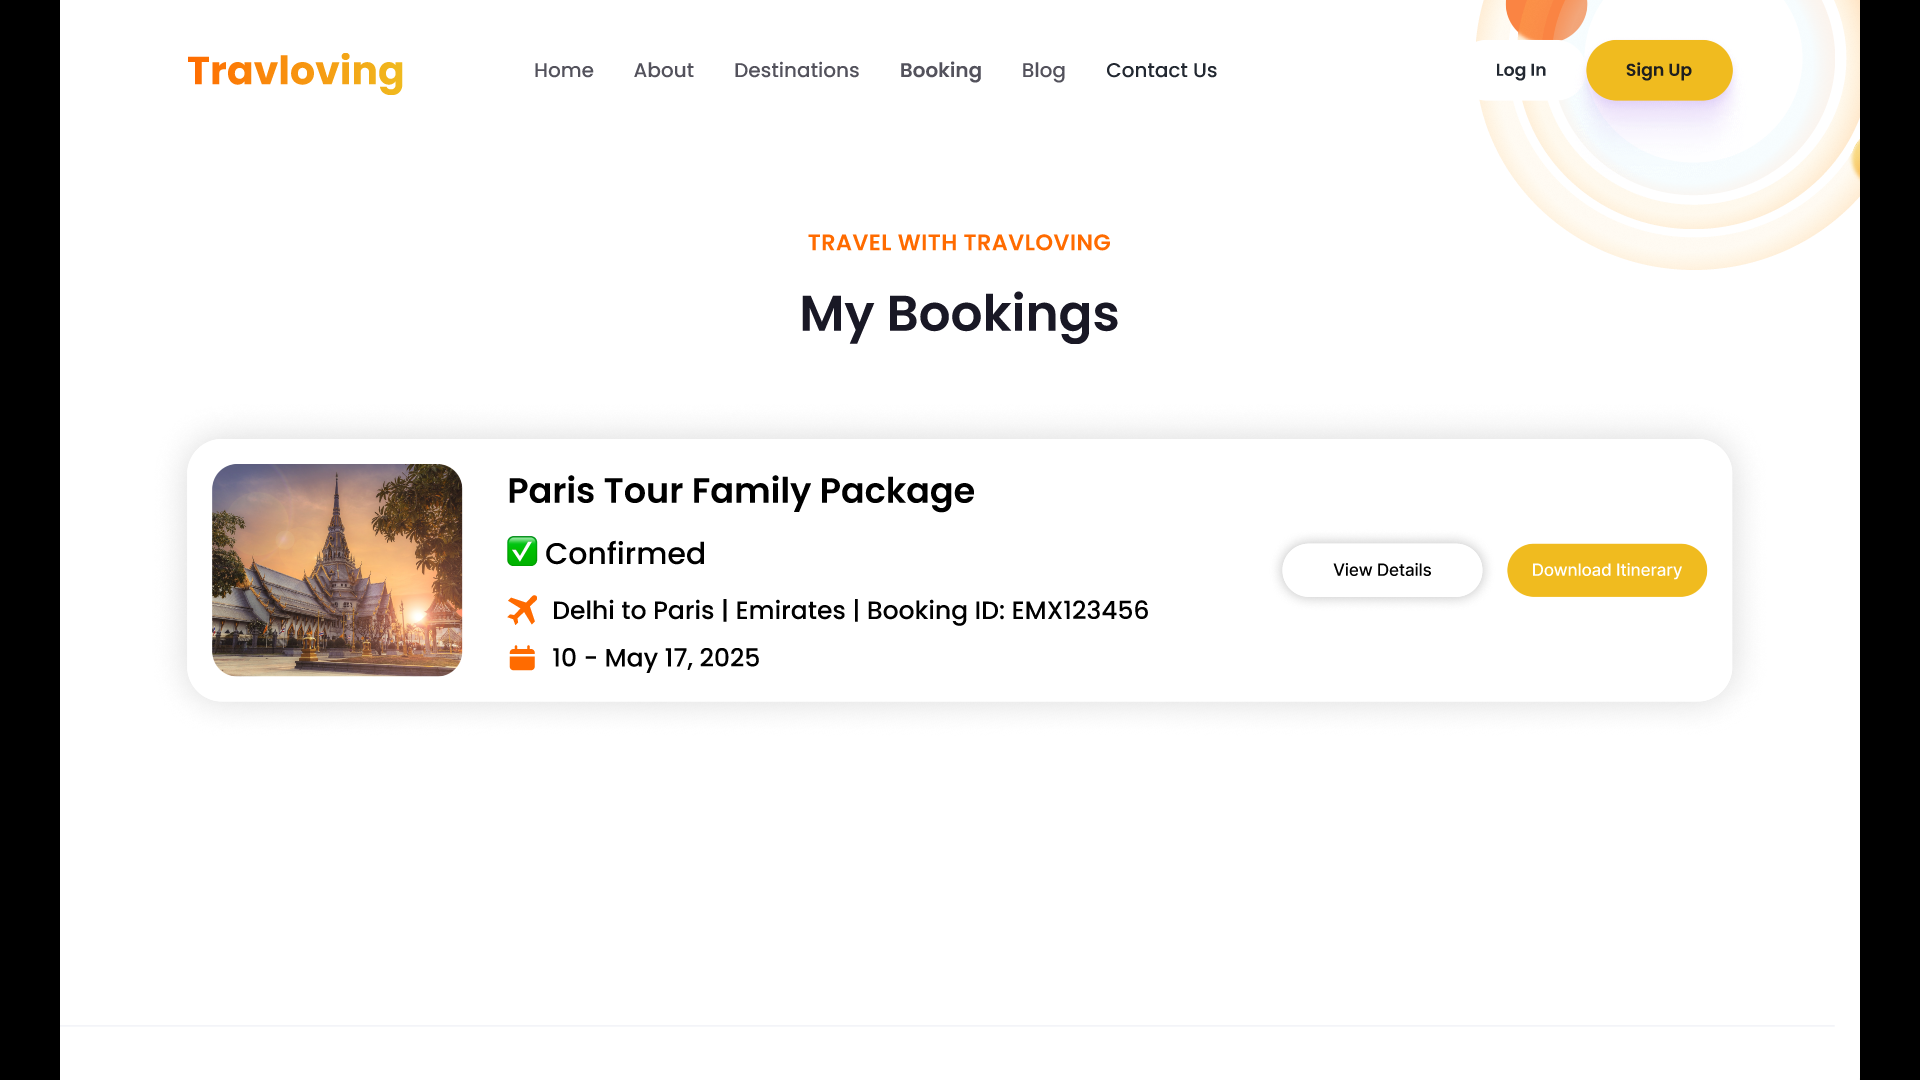 Travloving
Home About Destinations Booking Blog Contact Us
Log In Sign Up
TRAVEL WITH TRAVLOVING
My Bookings
Paris Tour Family Package
✅ Confirmed
Delhi to Paris | Emirates | Booking ID: EMX123456
10 - May 17, 2025
View Details
Download Itinerary